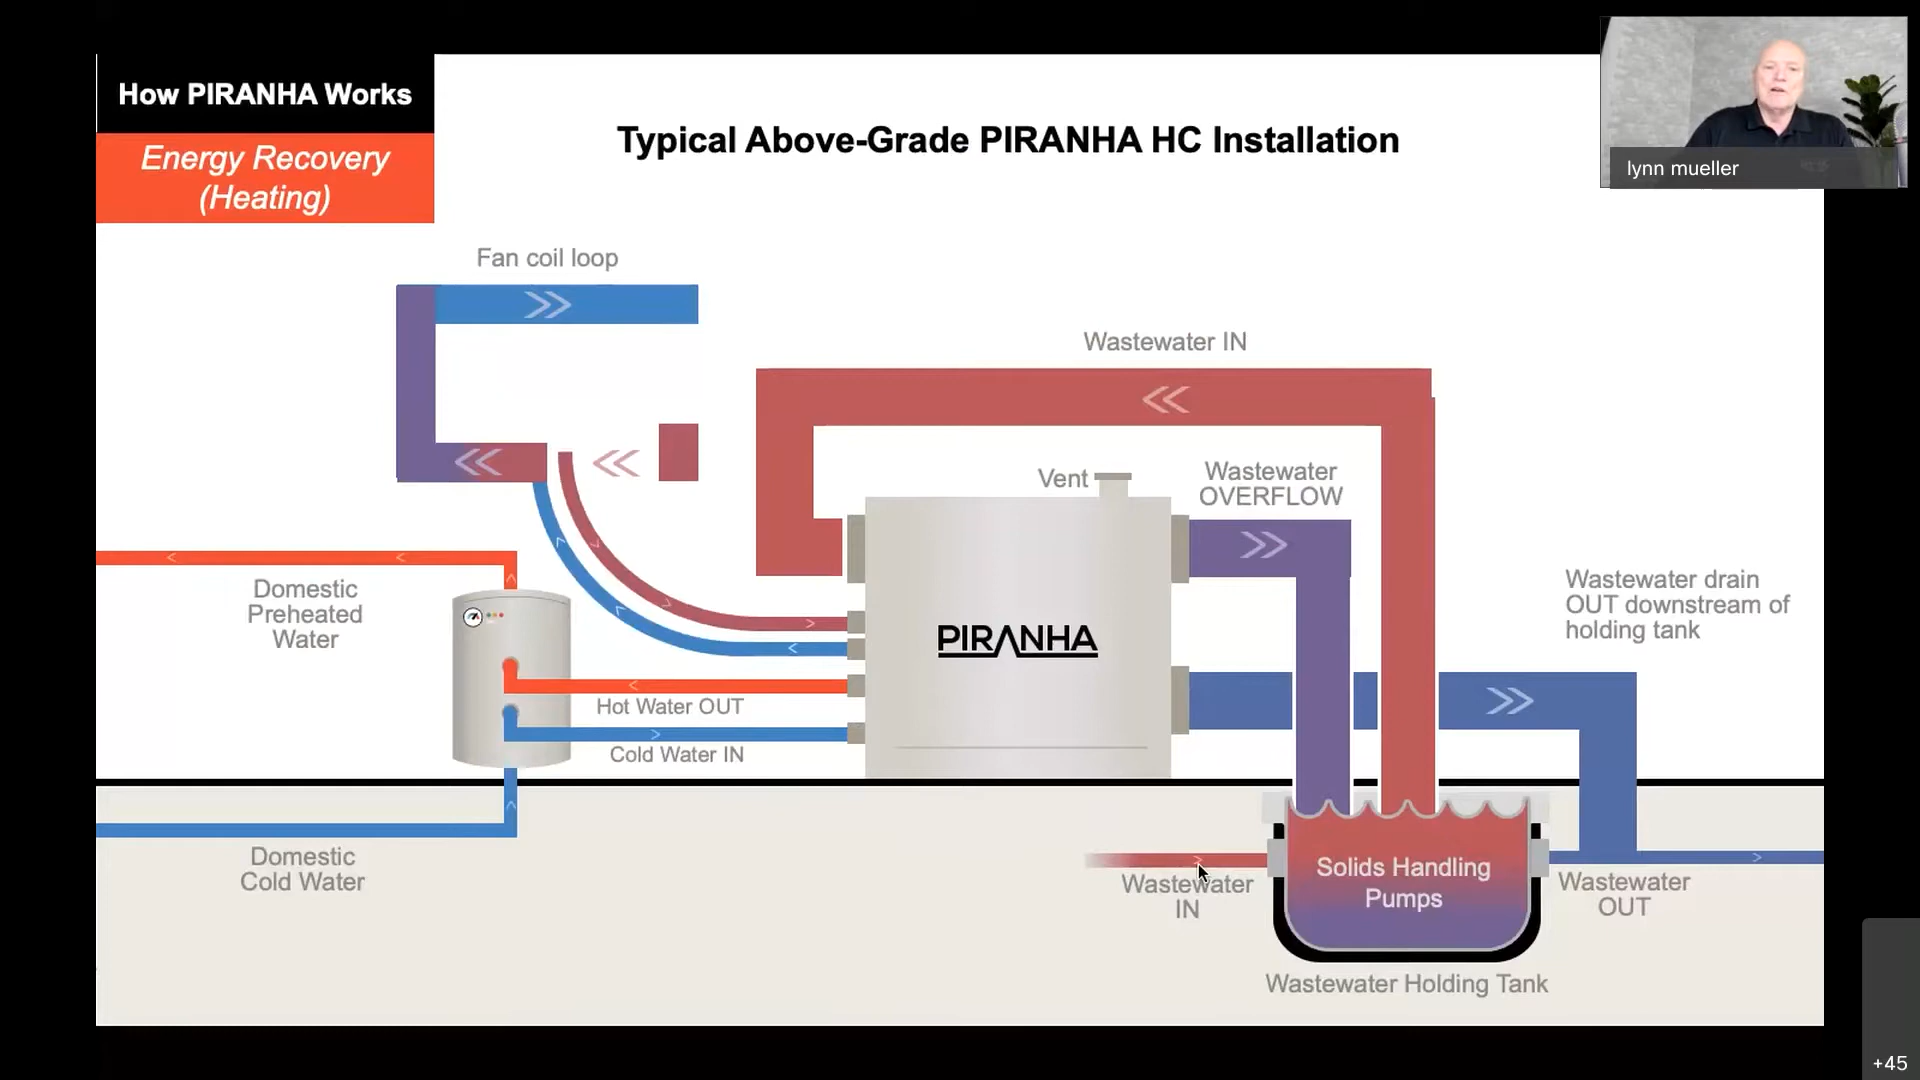 How PIRANHA Works
Energy Recovery
(Heating)
Typical Above-Grade PIRANHA HC Installation
lynn mueller
Fan coil loop
Wastewater IN
Vent
Wastewater
OVERFLOW
Domestic
Preheated
Water
Wastewater drain
OUT downstream of
holding tank
PIRANHA
Hot Water OUT
Cold Water IN
Domestic
Cold Water
Wastewater
IN
Solids Handling
Pumps
Wastewater
OUT
Wastewater Holding Tank
+45